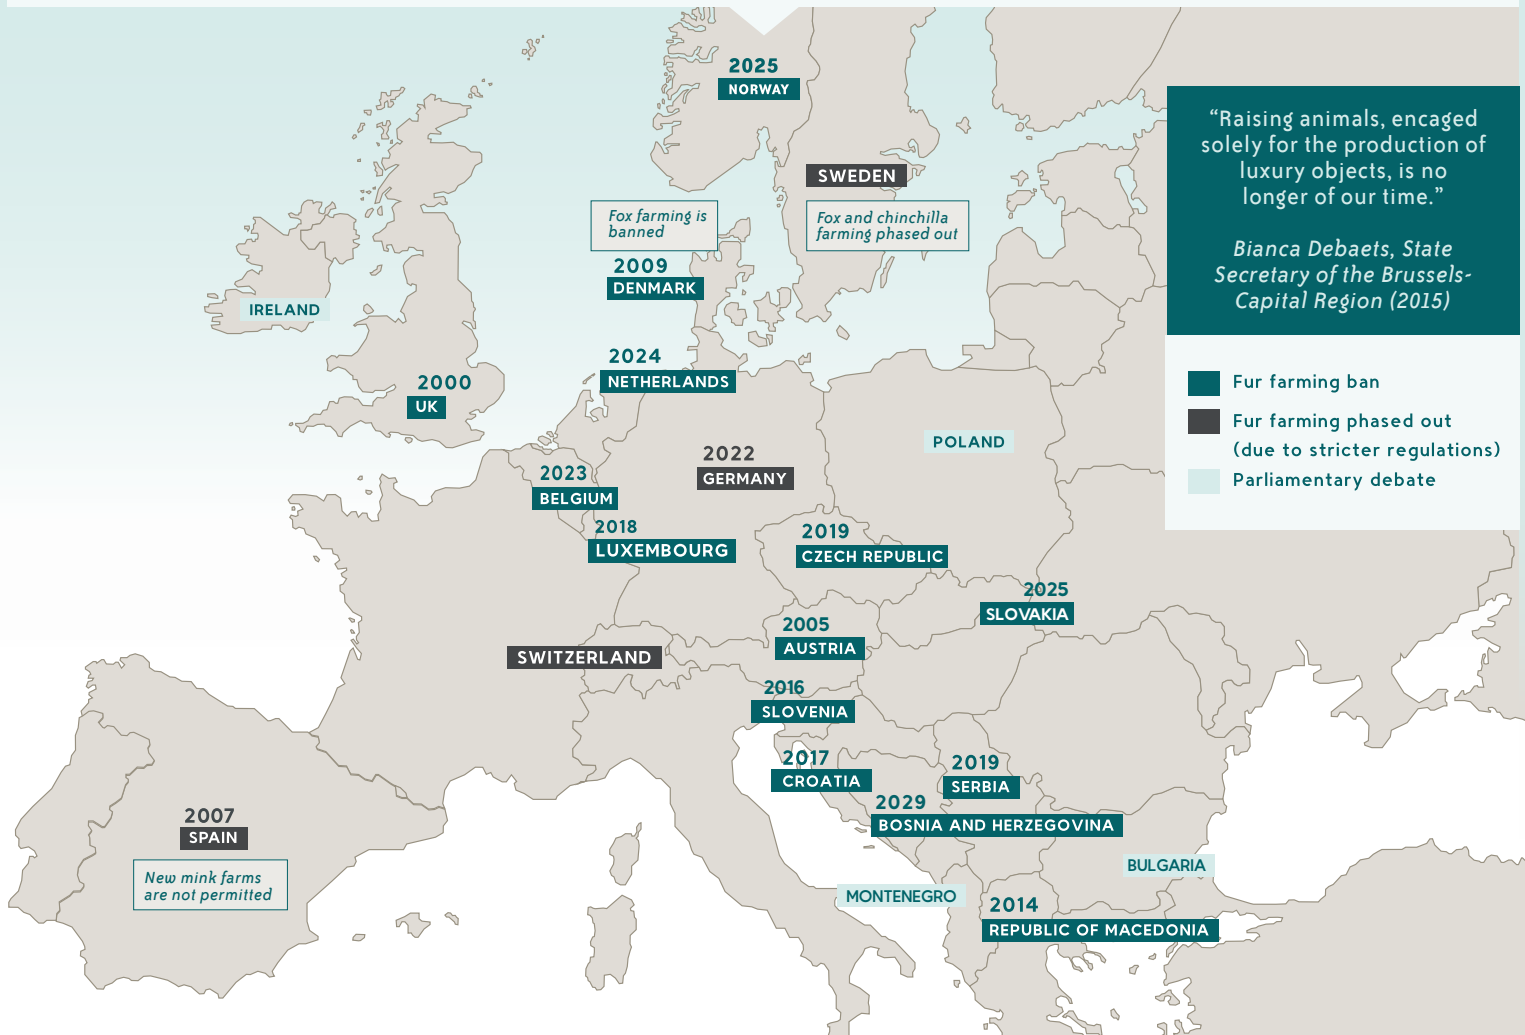 2025
NORWAY
SWEDEN
Fox and chinchilla
farming phased out
Fox farming is
banned
2009
DENMARK
IRELAND
2000
UK
2024
NETHERLANDS
POLAND
2022
GERMANY
2023
BELGIUM
2018
LUXEMBOURG
2019
CZECH REPUBLIC
2025
SLOVAKIA
2005
AUSTRIA
SWITZERLAND
2016
SLOVENIA
2017
CROATIA
2019
SERBIA
2029
BOSNIA AND HERZEGOVINA
2007
SPAIN
New mink farms
are not permitted
BULGARIA
MONTENEGRO
2014
REPUBLIC OF MACEDONIA
“Raising animals, encaged
solely for the production of
luxury objects, is no
longer of our time.”
Bianca Debaets, State
Secretary of the Brussels-
Capital Region (2015)
Fur farming ban
Fur farming phased out
(due to stricter regulations)
Parliamentary debate